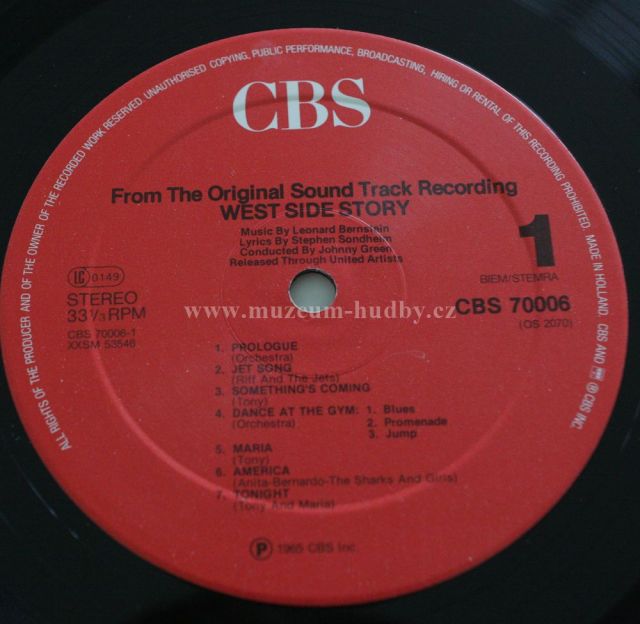 ALL RIGHTS OF THE PRODUCER AND OF THE OWNER OF THE RECORDED WORK RESERVED. UNAUTHORISED COPYING, PUBLIC PERFORMANCE, BROADCASTING, HIRING OR RENTAL OF THIS RECORDING PROHIBITED. MADE IN HOLLAND. CBS AND ℗ CBS INC.
CBS
From The Original Sound Track Recording
WEST SIDE STORY
Music By Leonard Bernstein
Lyrics By Stephen Sondheim
Conducted By Johnny Green
Released Through United Artists
1
LC 0149
BIEM/STEMRA
STEREO
33⅓ RPM
CBS 70006
(OS 2070)
www.muzeum-hudby.cz
CBS 70006-1
XXSM 53546
1. PROLOGUE
(Orchestra)
2. JET SONG
(Riff And The Jets)
3. SOMETHING'S COMING
(Tony)
4. DANCE AT THE GYM: 1. Blues
(Orchestra) 2. Promenade
3. Jump
5. MARIA
(Tony)
6. AMERICA
(Anita-Bernardo-The Sharks And Girls)
7. TONIGHT
(Tony And Maria)
℗ 1965 CBS Inc.